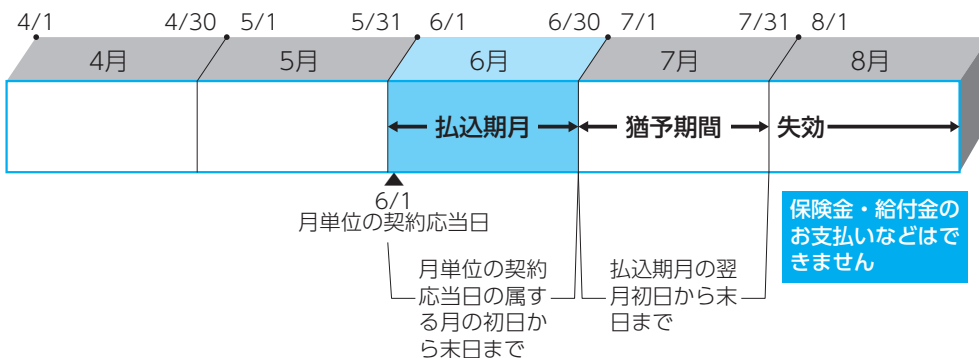 4/1 4/30 5/1 5/31 6/1 6/30 7/1 7/31 8/1
4月 5月 6月 7月 8月
払込期月 猶予期間 失効
6/1
月単位の契約応当日
保険金・給付金の
お支払いなどはで
きません
月単位の契約
応当日の属す
る月の初日か
ら末日まで
払込期月の翌
月初日から末
日まで